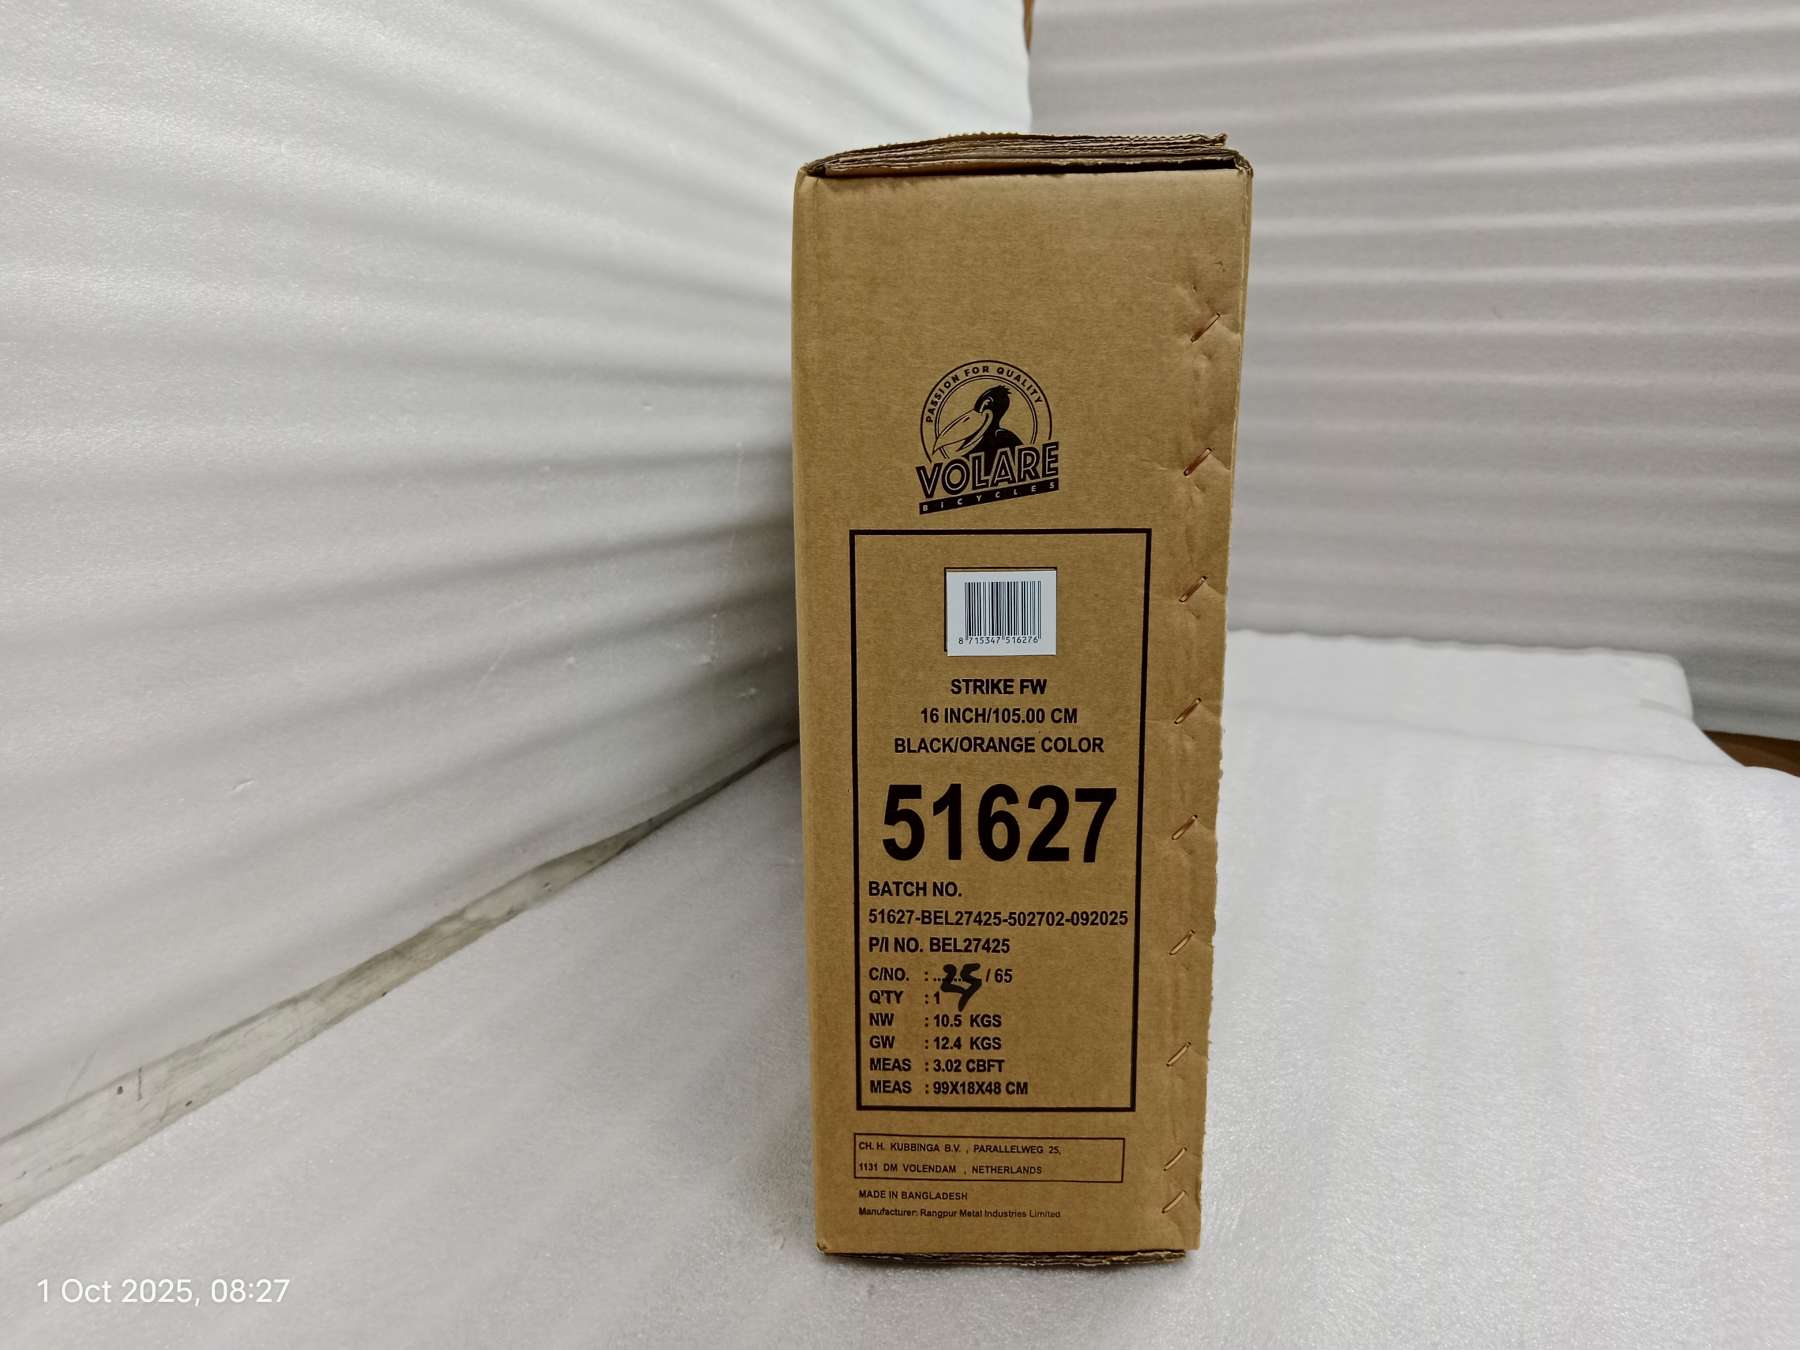 PASSION FOR QUALITY
VOLARE
BICYCLES
8 715347 516276
STRIKE FW
16 INCH/105.00 CM
BLACK/ORANGE COLOR
51627
BATCH NO.
51627-BEL27425-502702-092025
P/I NO. BEL27425
C/NO. : ..25 / 65
Q'TY : 1
NW : 10.5 KGS
GW : 12.4 KGS
MEAS : 3.02 CBFT
MEAS : 99X18X48 CM
CH. H. KUBBINGA B.V. , PARALLELWEG 25,
1131 DM VOLENDAM , NETHERLANDS
MADE IN BANGLADESH
Manufacturer: Rangpur Metal Industries Limited
1 Oct 2025, 08:27